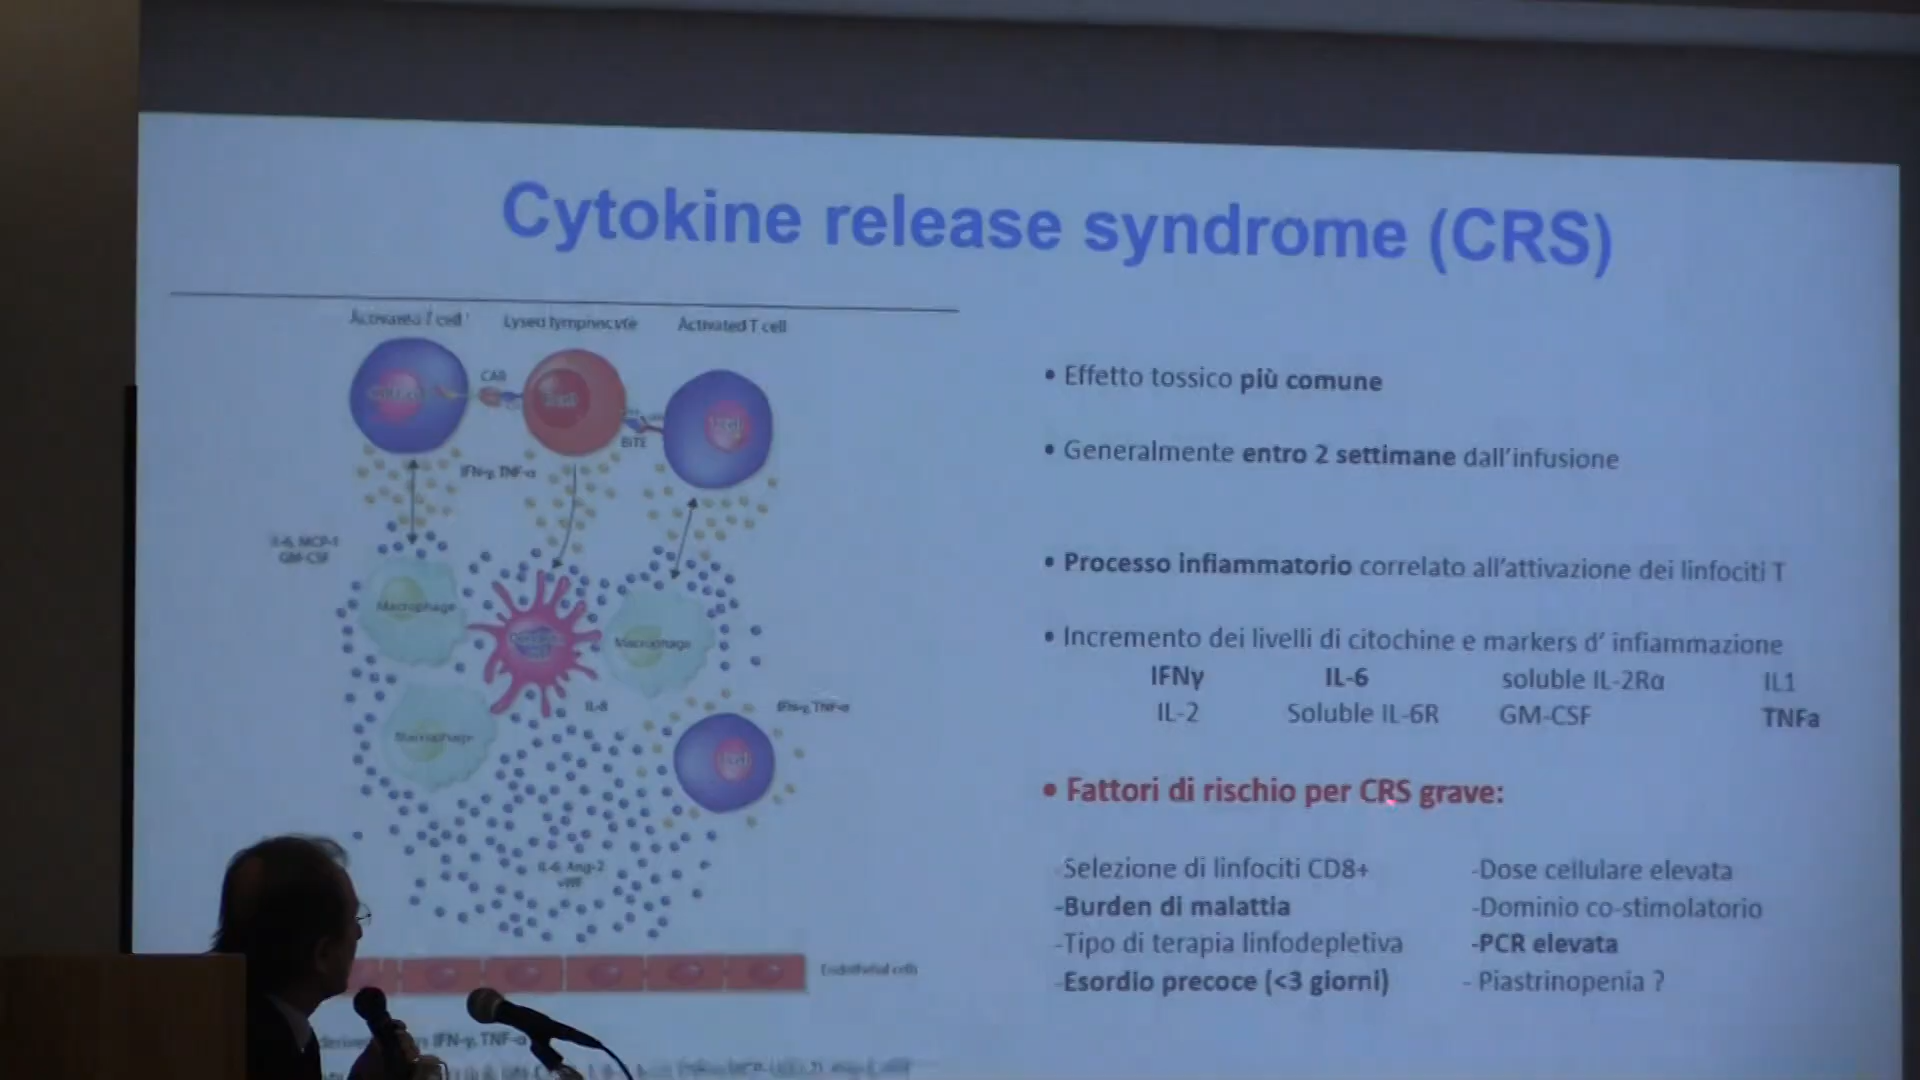 Cytokine release syndrome (CRS)
Activated T cell
Lysed lymphocyte
Activated T cell
CAR
BiTE
IFN-γ, TNF-α
IL-6, MCP-1
GM-CSF
Macrophage
Macrophage
Macrophage
IL-8
IFN-γ, TNF-α
IL-6, Ang-2
vWF
Endothelial cells
IFN-γ, TNF-α
• Effetto tossico più comune
• Generalmente entro 2 settimane dall'infusione
• Processo infiammatorio correlato all'attivazione dei linfociti T
• Incremento dei livelli di citochine e markers d' infiammazione
IFNγ IL-6 soluble IL-2Rα IL1
IL-2 Soluble IL-6R GM-CSF TNFa
• Fattori di rischio per CRS grave:
-Selezione di linfociti CD8+
-Burden di malattia
-Tipo di terapia linfodepletiva
-Esordio precoce (<3 giorni)
-Dose cellulare elevata
-Dominio co-stimolatorio
-PCR elevata
- Piastrinopenia ?